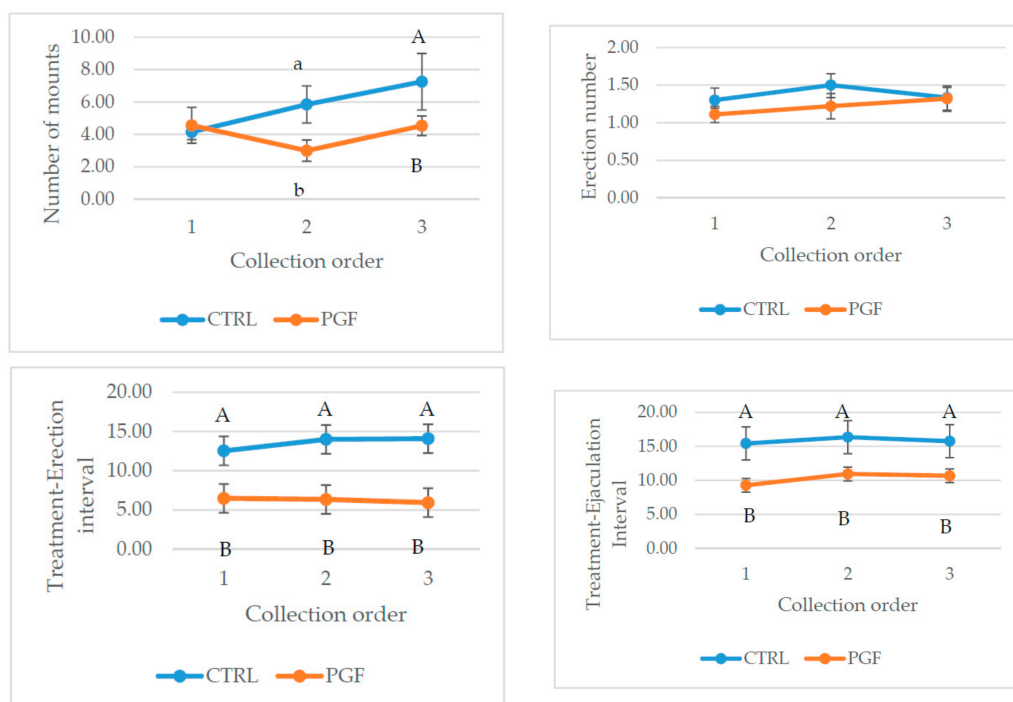 10.00
8.00
6.00
4.00
2.00
0.00
Number of mounts
a
A
b
B
1 2 3
Collection order
CTRL PGF
2.00
1.50
1.00
0.50
0.00
Erection number
1 2 3
Collection order
CTRL PGF
20.00
15.00
10.00
5.00
0.00
Treatment-Erection
interval
A A A
B B B
1 2 3
Collection order
CTRL PGF
20.00
15.00
10.00
5.00
0.00
Treatment-Ejaculation
Interval
A A A
B B B
1 2 3
Collection order
CTRL PGF